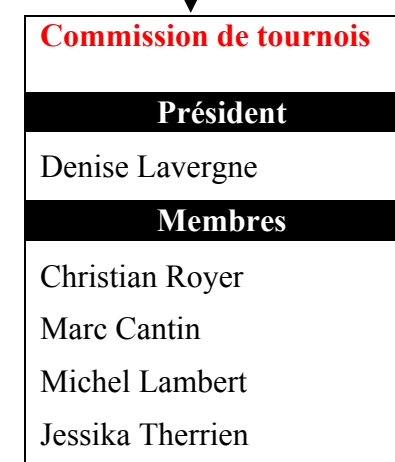 Commission de tournois
Président
Denise Lavergne
Membres
Christian Royer
Marc Cantin
Michel Lambert
Jessika Therrien